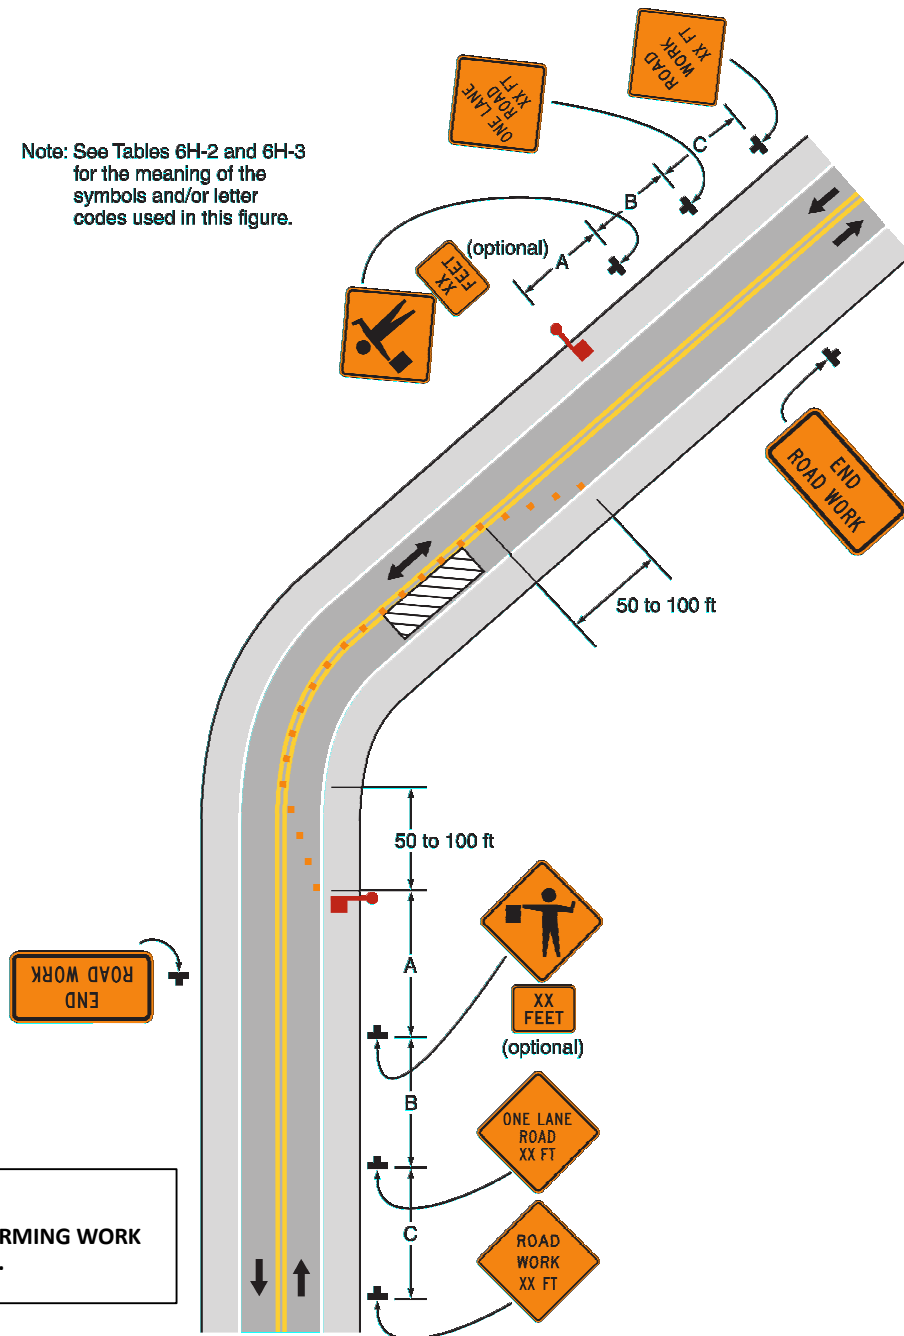 ROAD
WORK
XX FT
ONE LANE
ROAD
XX FT
Note: See Tables 6H-2 and 6H-3
for the meaning of the
symbols and/or letter
codes used in this figure.
C
B
A
(optional)
XX
FEET
END
ROAD WORK
50 to 100 ft
50 to 100 ft
A
END
ROAD WORK
XX
FEET
(optional)
B
ONE LANE
ROAD
XX FT
C
ROAD
WORK
XX FT
RMING WORK
.